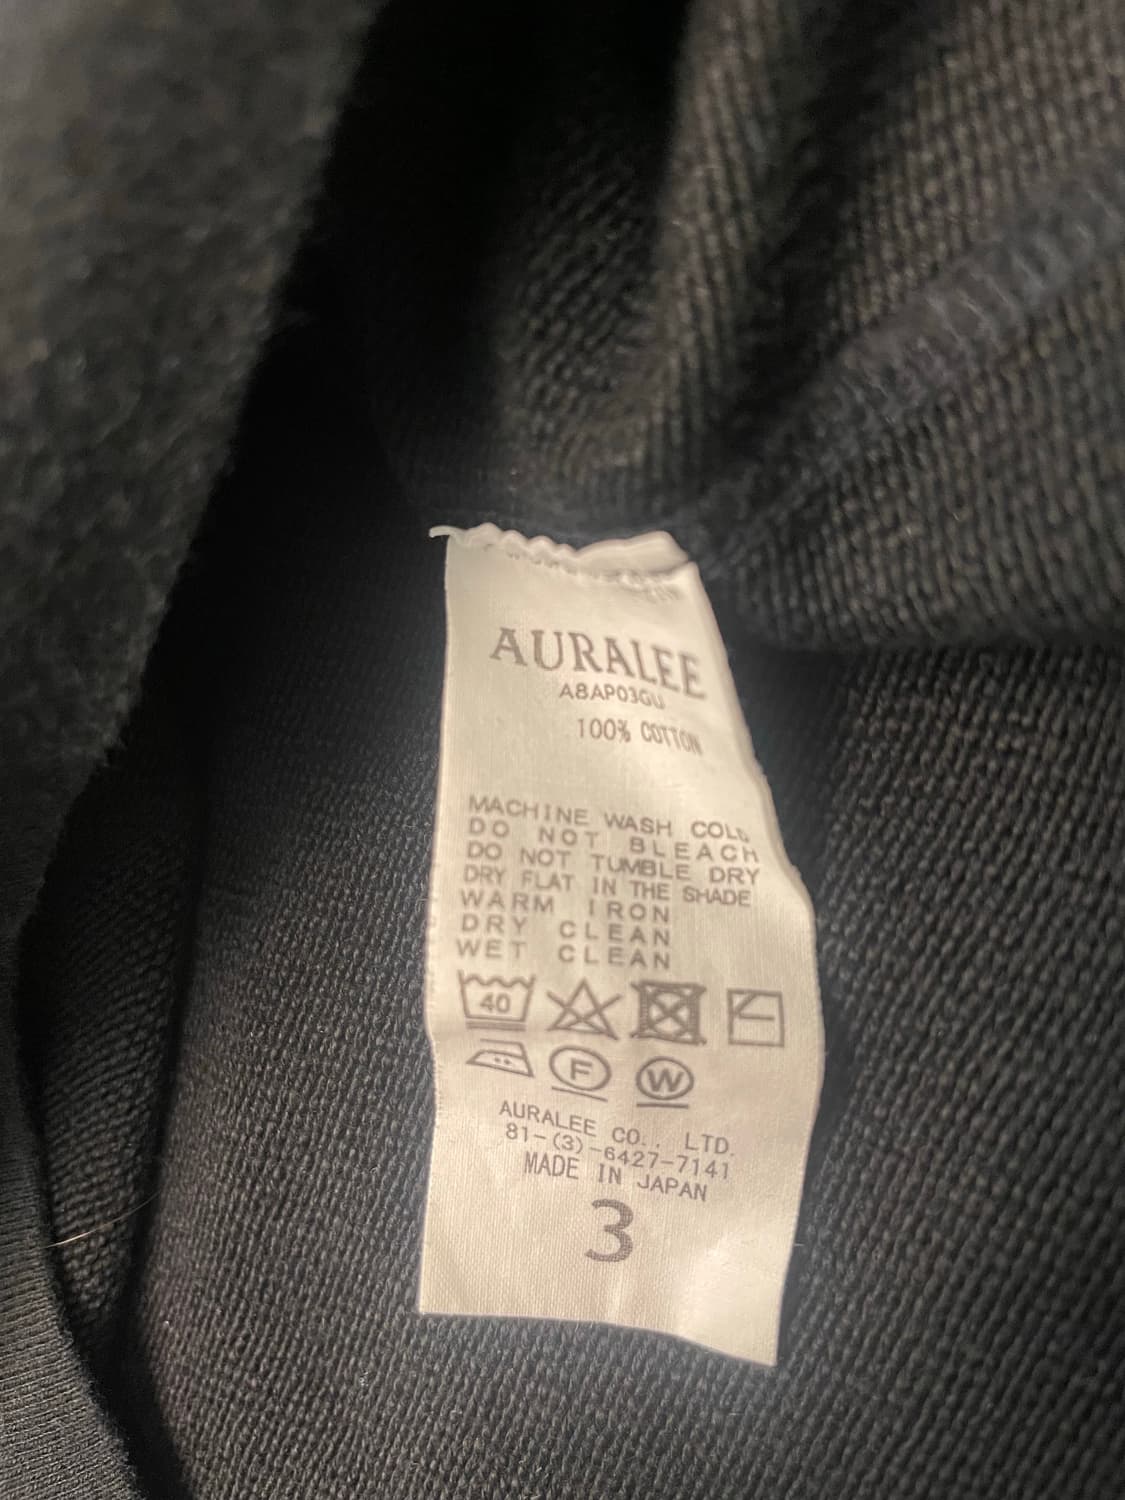 AURALEE
A8AP03GU
100% COTTON
MACHINE WASH COLD
DO NOT BLEACH
DO NOT TUMBLE DRY
DRY FLAT IN THE SHADE
WARM IRON
DRY CLEAN
WET CLEAN
40
F W
AURALEE CO., LTD.
81-(3)-6427-7141
MADE IN JAPAN
3